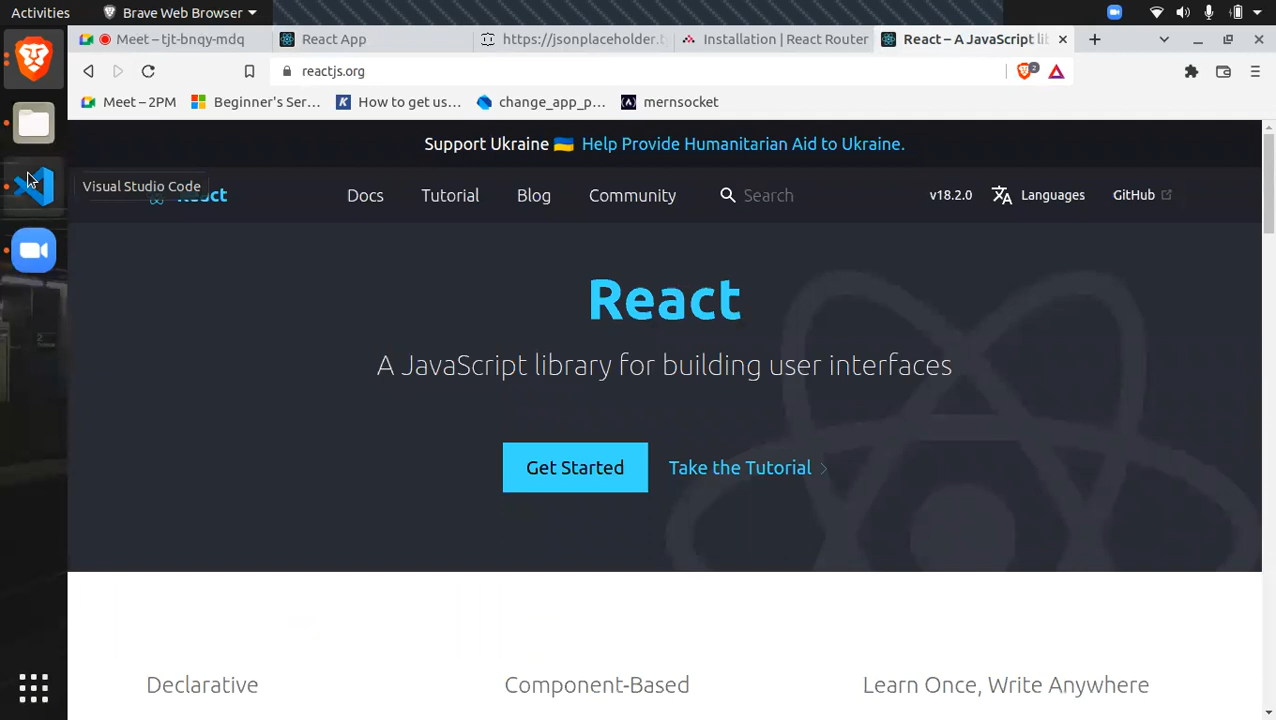 Activities
Brave Web Browser
Meet – tjt-bnqy-mdq
React App
https://jsonplaceholder.t
Installation | React Router
React – A JavaScript lib
reactjs.org
2
Meet – 2PM
Beginner's Ser...
How to get us...
change_app_p...
mernsocket
Support Ukraine 🇺🇦 Help Provide Humanitarian Aid to Ukraine.
Visual Studio Code
React
Docs
Tutorial
Blog
Community
Search
v18.2.0
Languages
GitHub
React
A JavaScript library for building user interfaces
Get Started
Take the Tutorial
Declarative
Component-Based
Learn Once, Write Anywhere